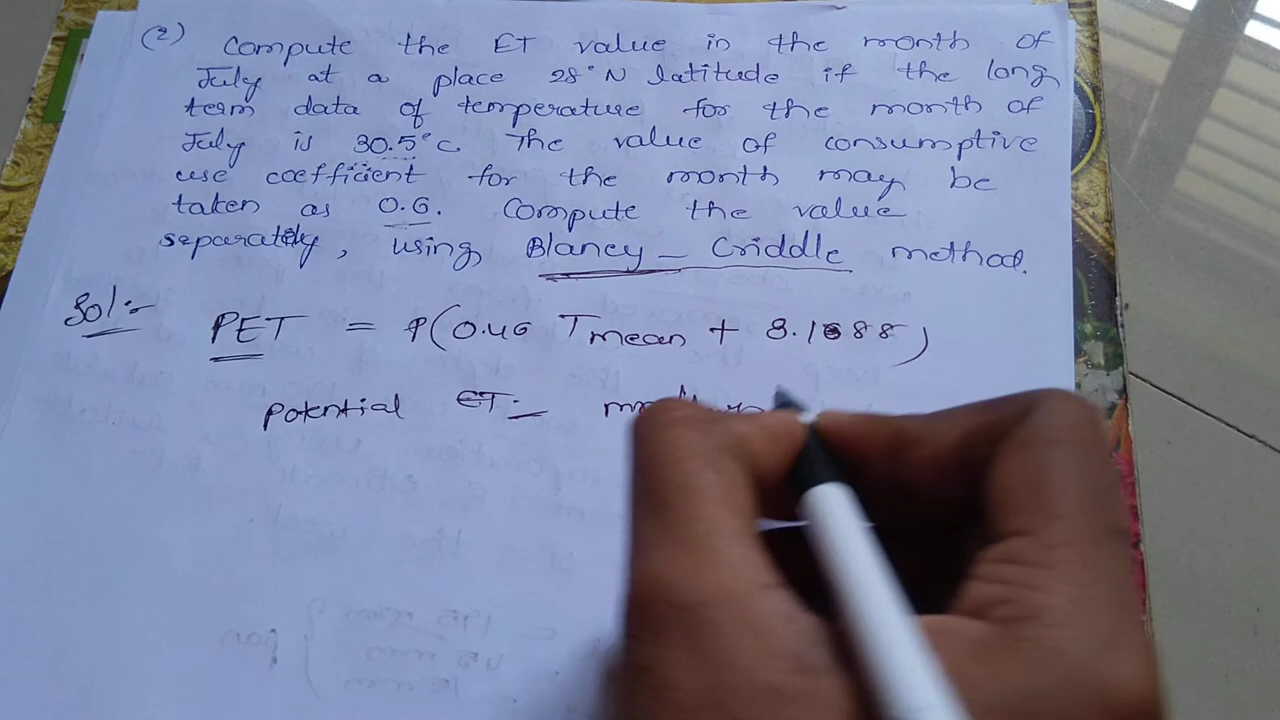 (2) Compute the ET value in the month of
July at a place 28°N latitude if the long
term data of temperature for the month of
July is 30.5°C. The value of consumptive
use coefficient for the month may be
taken as 0.6. Compute the value
separately, using Blaney - Criddle method.
Sol:-
PET = P(0.46 Tmean + 8.1688)
Potential ET:-